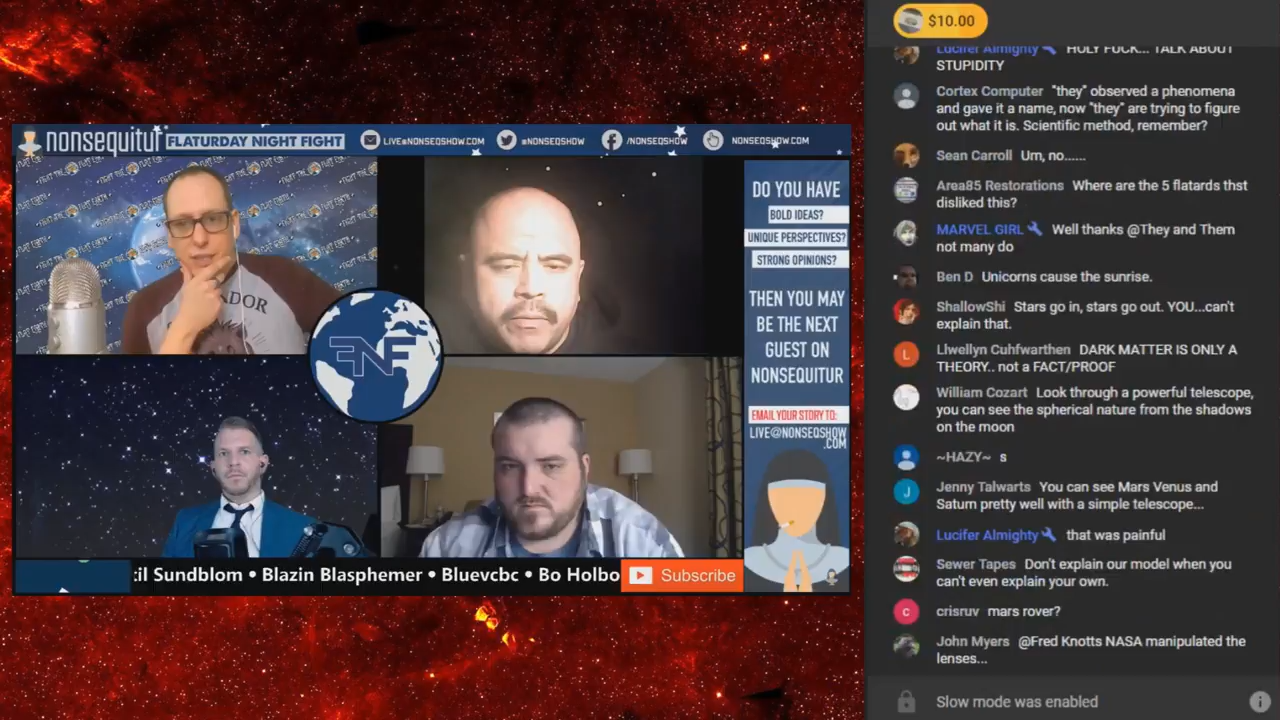 $10.00
Lucifer Almighty HOLY FUCK... TALK ABOUT
STUPIDITY
Cortex Computer "they" observed a phenomena
and gave it a name, now "they" are trying to figure
out what it is. Scientific method, remember?
Sean Carroll Um, no......
Area85 Restorations Where are the 5 flatards thst
disliked this?
MARVEL GIRL Well thanks @They and Them
not many do
Ben D Unicorns cause the sunrise.
ShallowShi Stars go in, stars go out. YOU...can't
explain that.
Llwellyn Cuhfwarthen DARK MATTER IS ONLY A
THEORY.. not a FACT/PROOF
William Cozart Look through a powerful telescope,
you can see the spherical nature from the shadows
on the moon
~HAZY~ s
Jenny Talwarts You can see Mars Venus and
Saturn pretty well with a simple telescope...
Lucifer Almighty that was painful
Sewer Tapes Don't explain our model when you
can't even explain your own.
crisruv mars rover?
John Myers @Fred Knotts NASA manipulated the
lenses...
Slow mode was enabled
nonsequitur FLATURDAY NIGHT FIGHT LIVE@NONSEQSHOW.COM @NONSEQSHOW /NONSEQSHOW NONSEQSHOW.COM
DO YOU HAVE
BOLD IDEAS?
UNIQUE PERSPECTIVES?
STRONG OPINIONS?
THEN YOU MAY
BE THE NEXT
GUEST ON
NONSEQUITUR
EMAIL YOUR STORY TO:
LIVE@NONSEQSHOW
.COM
FNF
ADOR
il Sundblom • Blazin Blasphemer • Bluevcbc • Bo Holbo
Subscribe